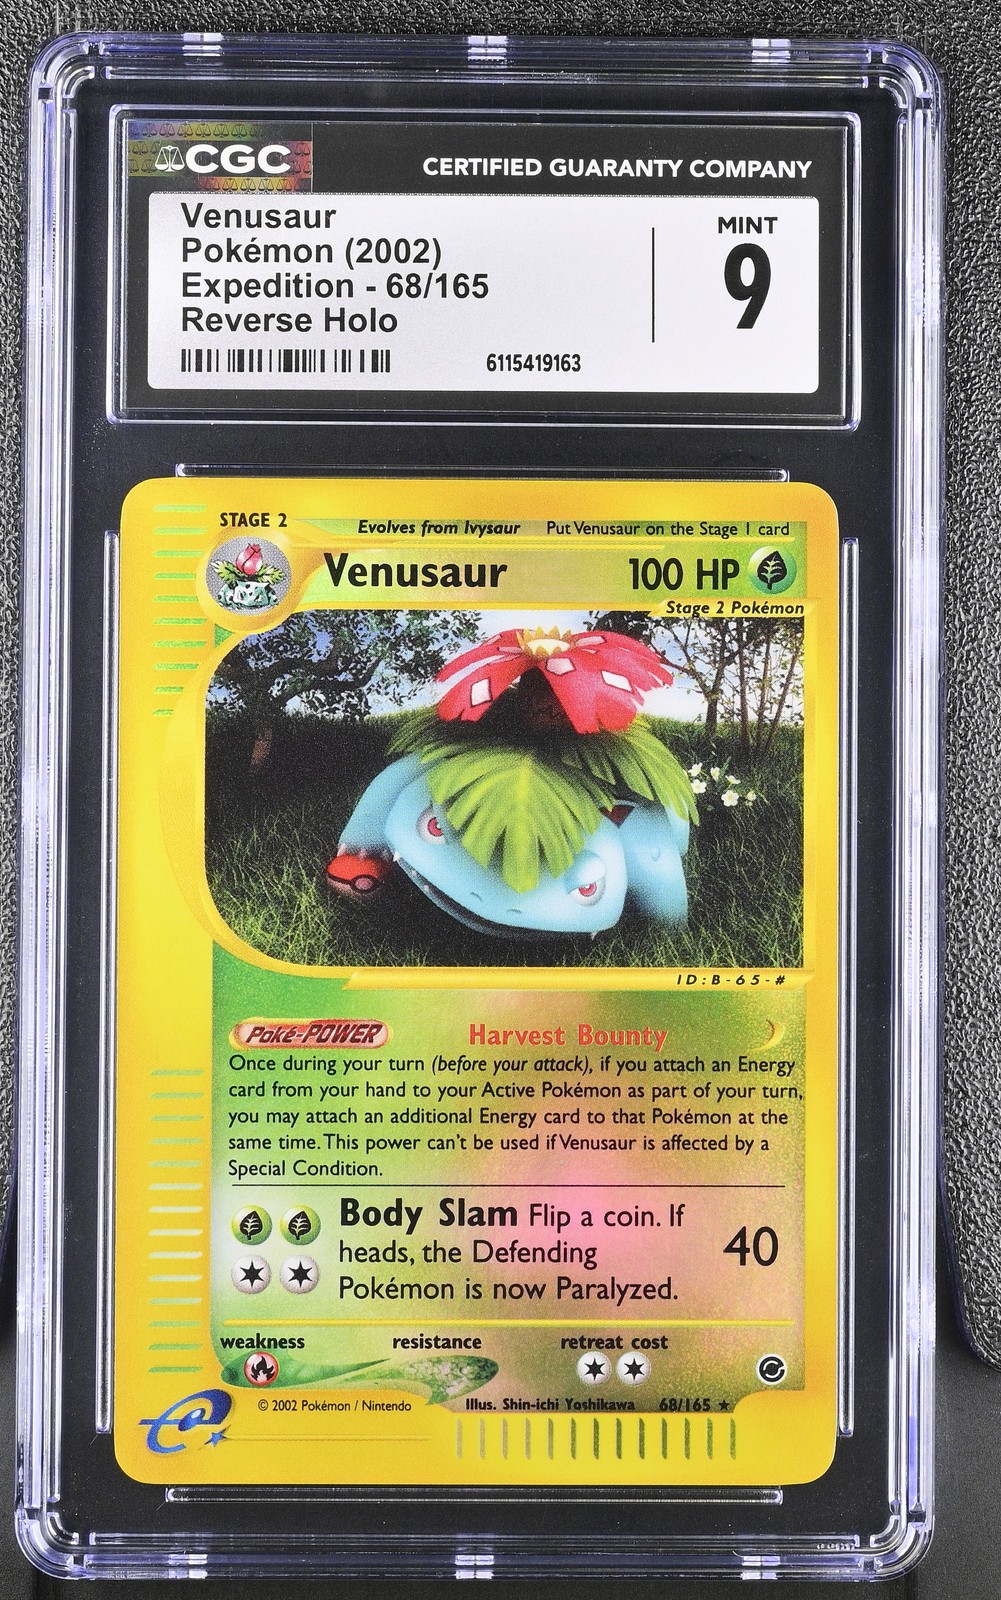 CGC
CERTIFIED GUARANTY COMPANY
Venusaur
Pokémon (2002)
Expedition - 68/165
Reverse Holo
6115419163
MINT
9
STAGE 2
Evolves from Ivysaur
Put Venusaur on the Stage 1 card
Venusaur
100 HP
Stage 2 Pokémon
ID:B-65-#
Poké-POWER
Harvest Bounty
Once during your turn (before your attack), if you attach an Energy
card from your hand to your Active Pokémon as part of your turn,
you may attach an additional Energy card to that Pokémon at the
same time. This power can't be used if Venusaur is affected by a
Special Condition.
Body Slam Flip a coin. If
heads, the Defending
Pokémon is now Paralyzed.
40
weakness
resistance
retreat cost
© 2002 Pokémon / Nintendo
Illus. Shin-ichi Yoshikawa
68/165 ★
e